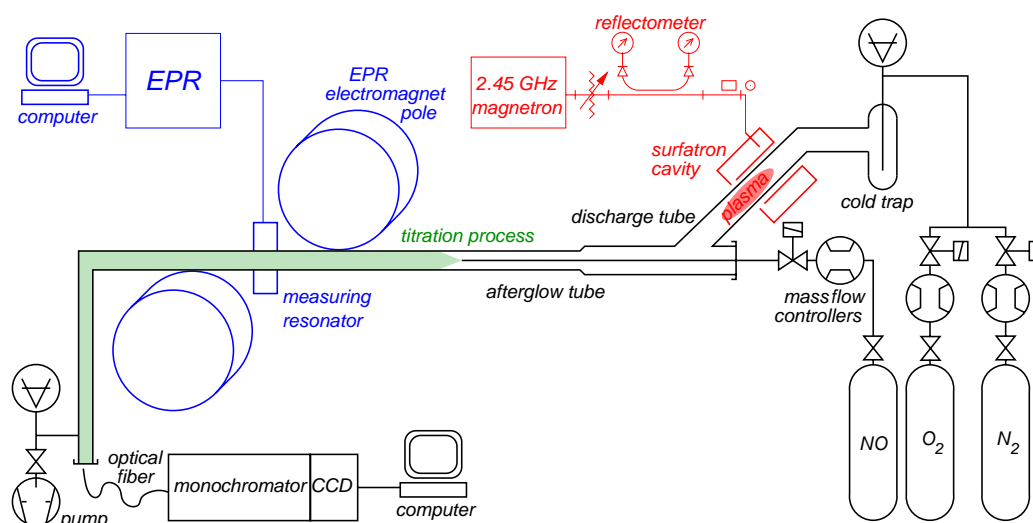 reflectometer
EPR
computer
EPR
electromagnet
pole
2.45 GHz
magnetron
surfatron
cavity
plasma
cold trap
discharge tube
titration process
afterglow tube
measuring
resonator
mass flow
controllers
NO
O2
N2
optical
fiber
monochromator
CCD
computer
pump